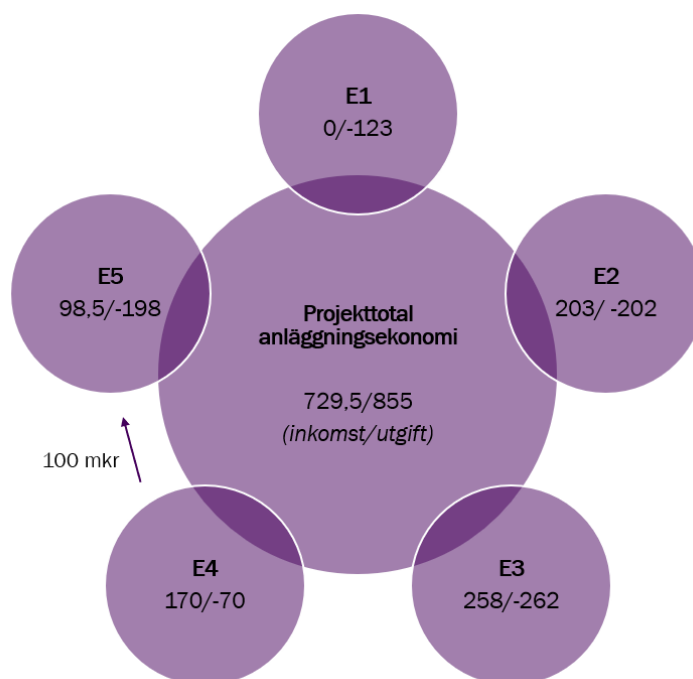 E1
0/-123
E5
98,5/-198
E2
203/ -202
Projekttotal
anläggningsekonomi
729,5/855
(inkomst/utgift)
100 mkr
E4
170/-70
E3
258/-262